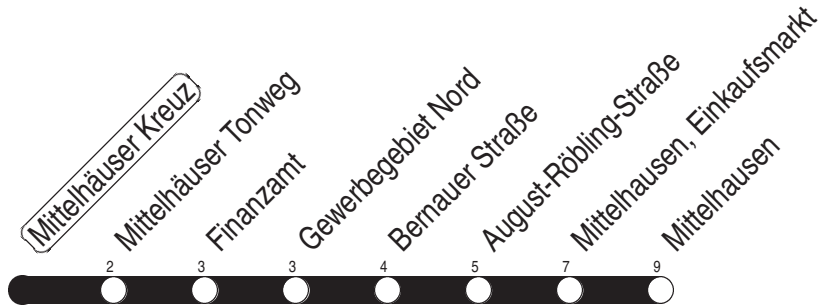 Mittelhäuser Kreuz
Mittelhäuser Tonweg
Finanzamt
Gewerbegebiet Nord
Bernauer Straße
August-Röbling-Straße
Mittelhausen, Einkaufsmarkt
Mittelhausen
2 3 3 4 5 7 9